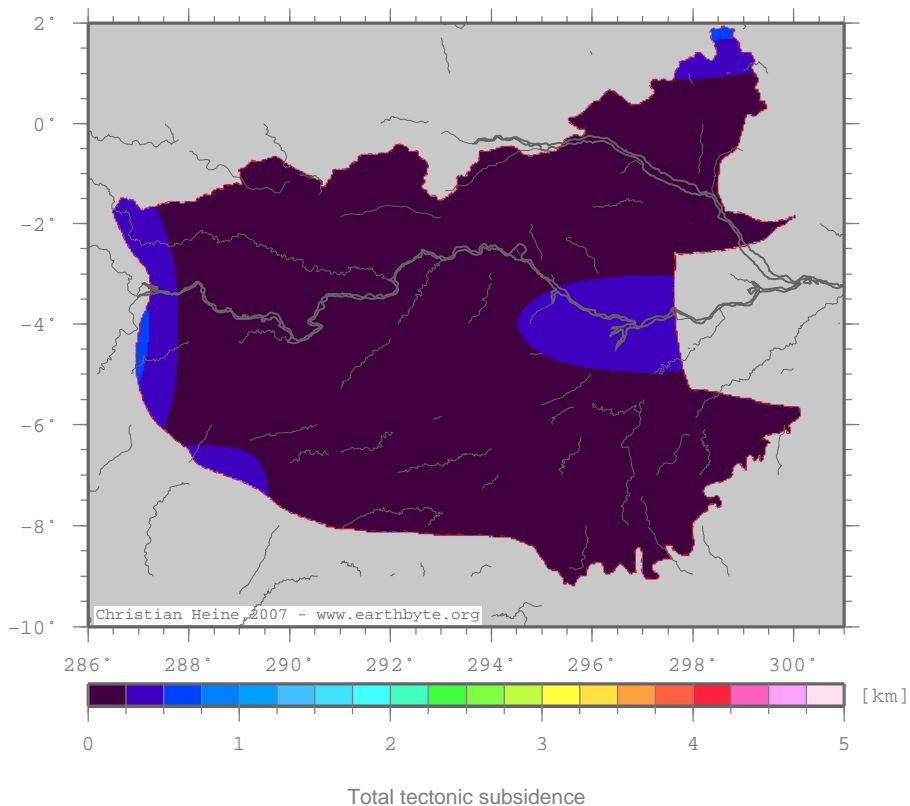 2°
0°
−2°
−4°
−6°
−8°
−10°
Christian Heine 2007 − www.earthbyte.org
286° 288° 290° 292° 294° 296° 298° 300°
[km]
0 1 2 3 4 5
Total tectonic subsidence